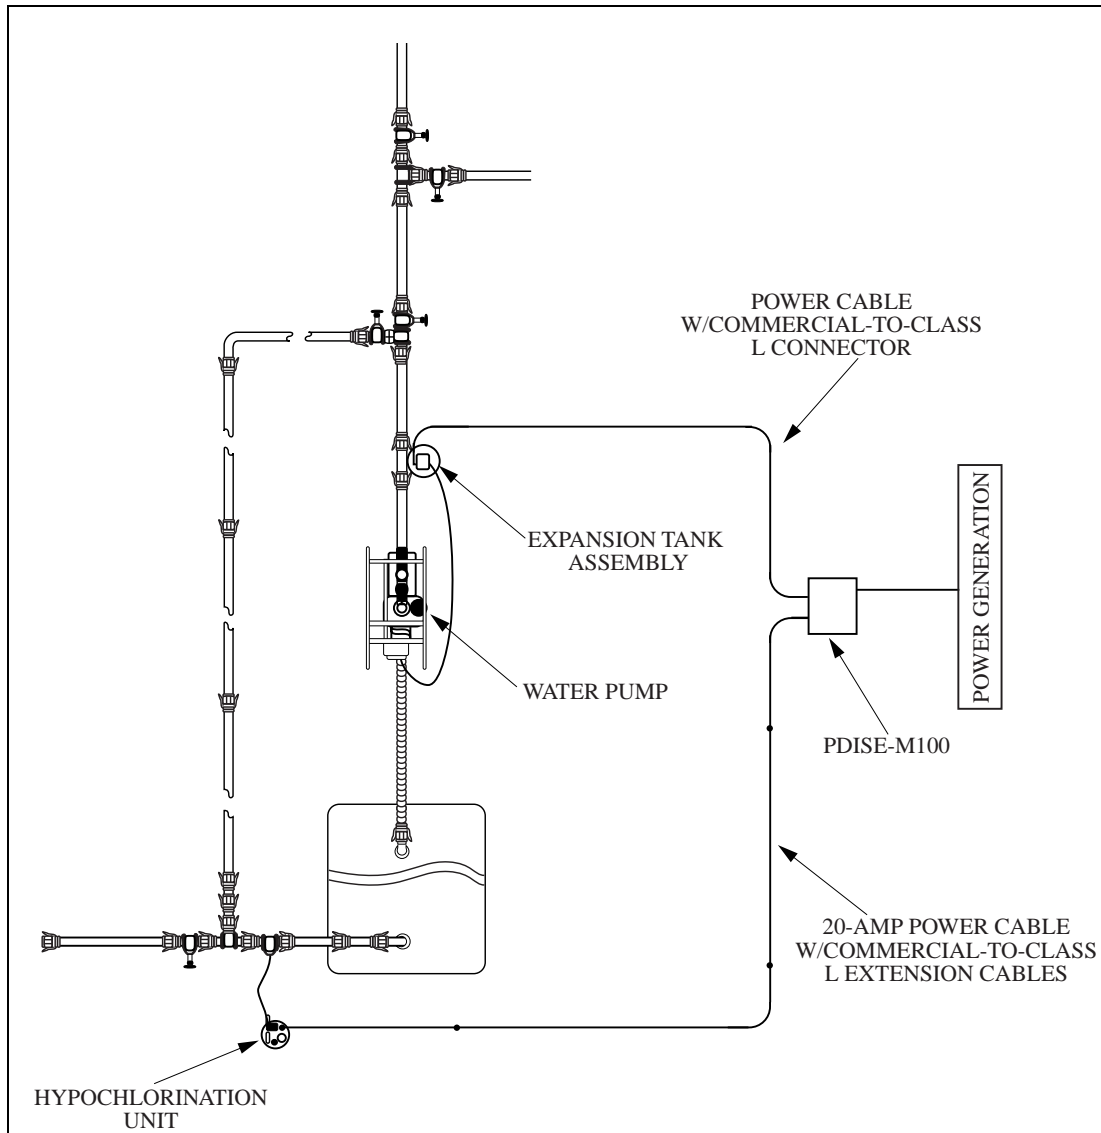 POWER CABLE
W/COMMERCIAL-TO-CLASS
L CONNECTOR
EXPANSION TANK
ASSEMBLY
POWER GENERATION
WATER PUMP
PDISE-M100
20-AMP POWER CABLE
W/COMMERCIAL-TO-CLASS
L EXTENSION CABLES
HYPOCHLORINATION
UNIT